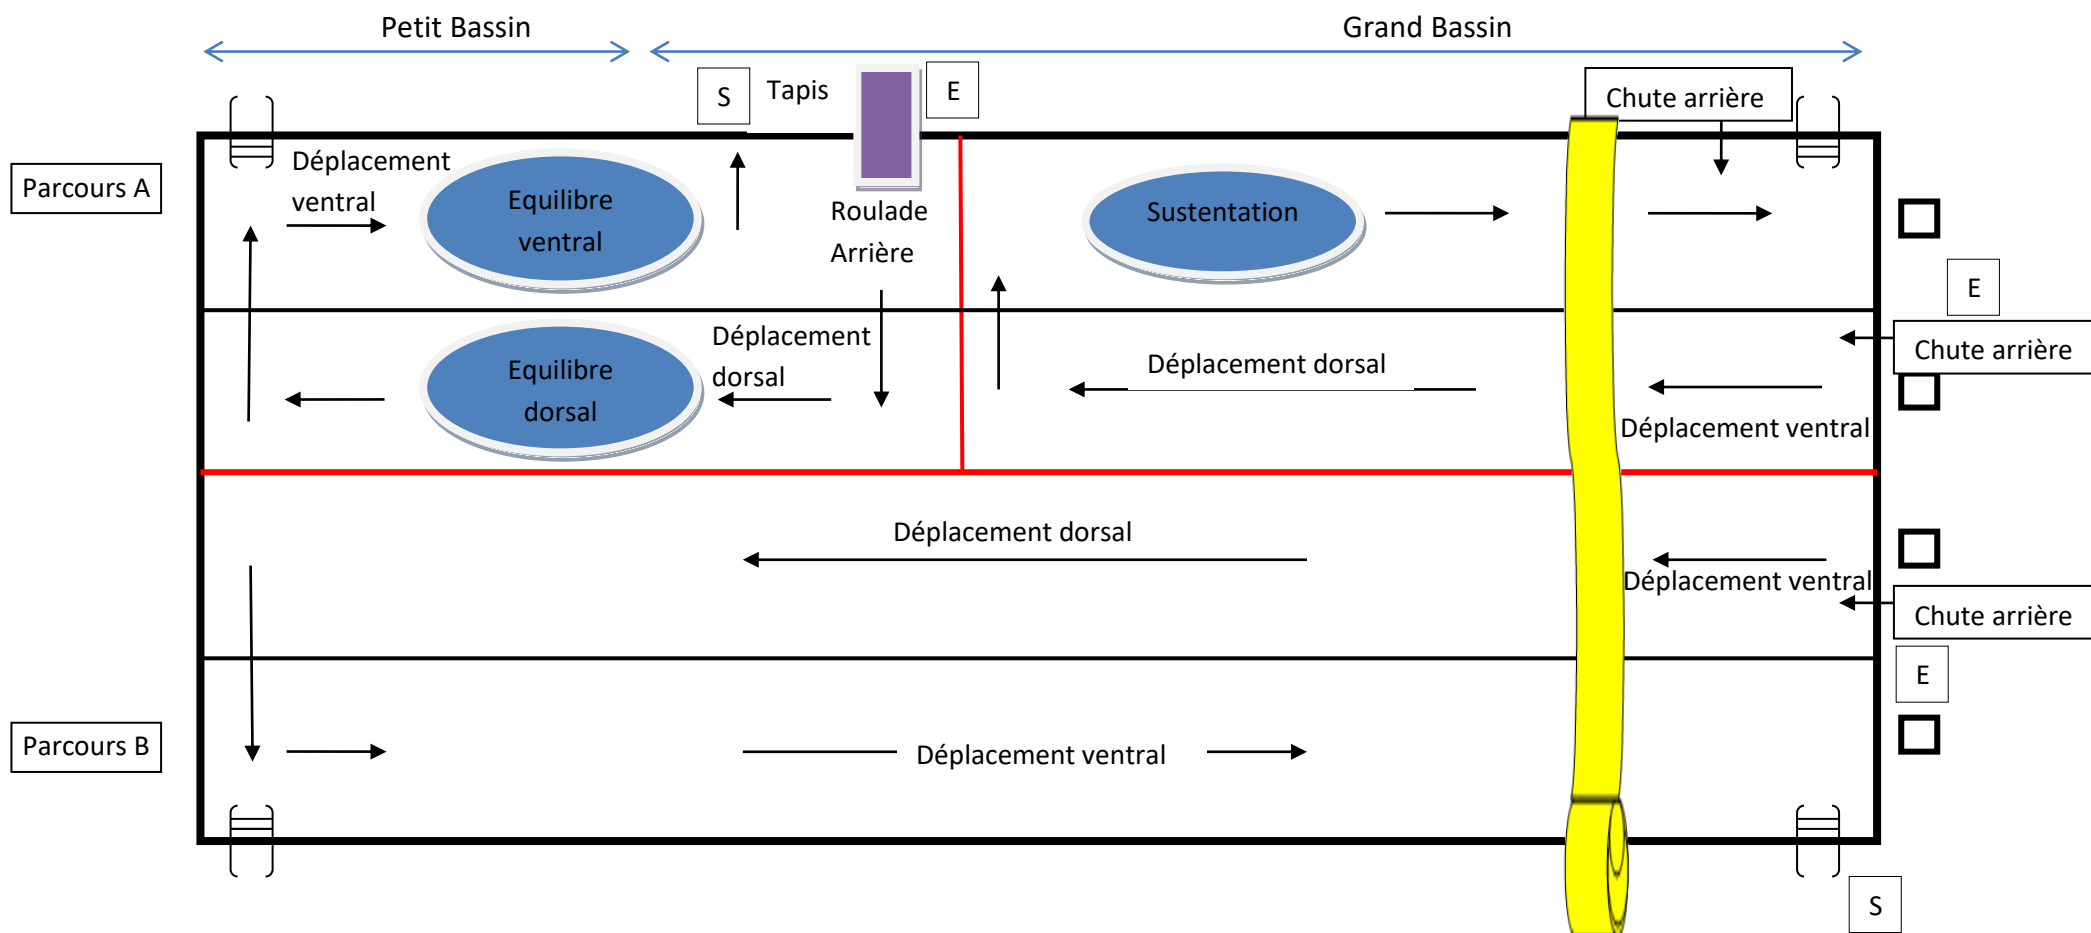 Petit Bassin
Grand Bassin
S
Tapis
E
Chute arrière
Parcours A
Déplacement
ventral
Equilibre
ventral
Roulade
Arrière
Sustentation
E
Equilibre
dorsal
Déplacement
dorsal
Déplacement dorsal
Chute arrière
Déplacement ventral
Déplacement dorsal
Déplacement ventral
Chute arrière
E
Parcours B
Déplacement ventral
S